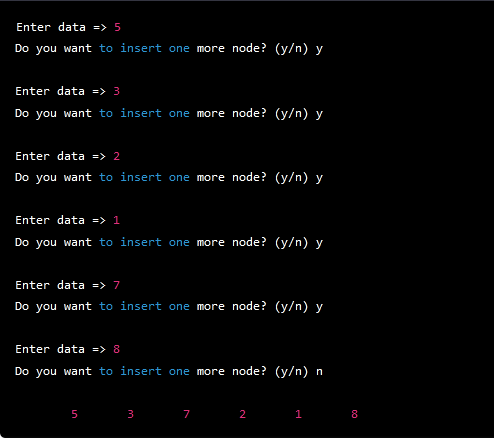 Enter data => 5
Do you want to insert one more node? (y/n) y
Enter data => 3
Do you want to insert one more node? (y/n) y
Enter data => 2
Do you want to insert one more node? (y/n) y
Enter data => 1
Do you want to insert one more node? (y/n) y
Enter data => 7
Do you want to insert one more node? (y/n) y
Enter data => 8
Do you want to insert one more node? (y/n) n
5 3 7 2 1 8